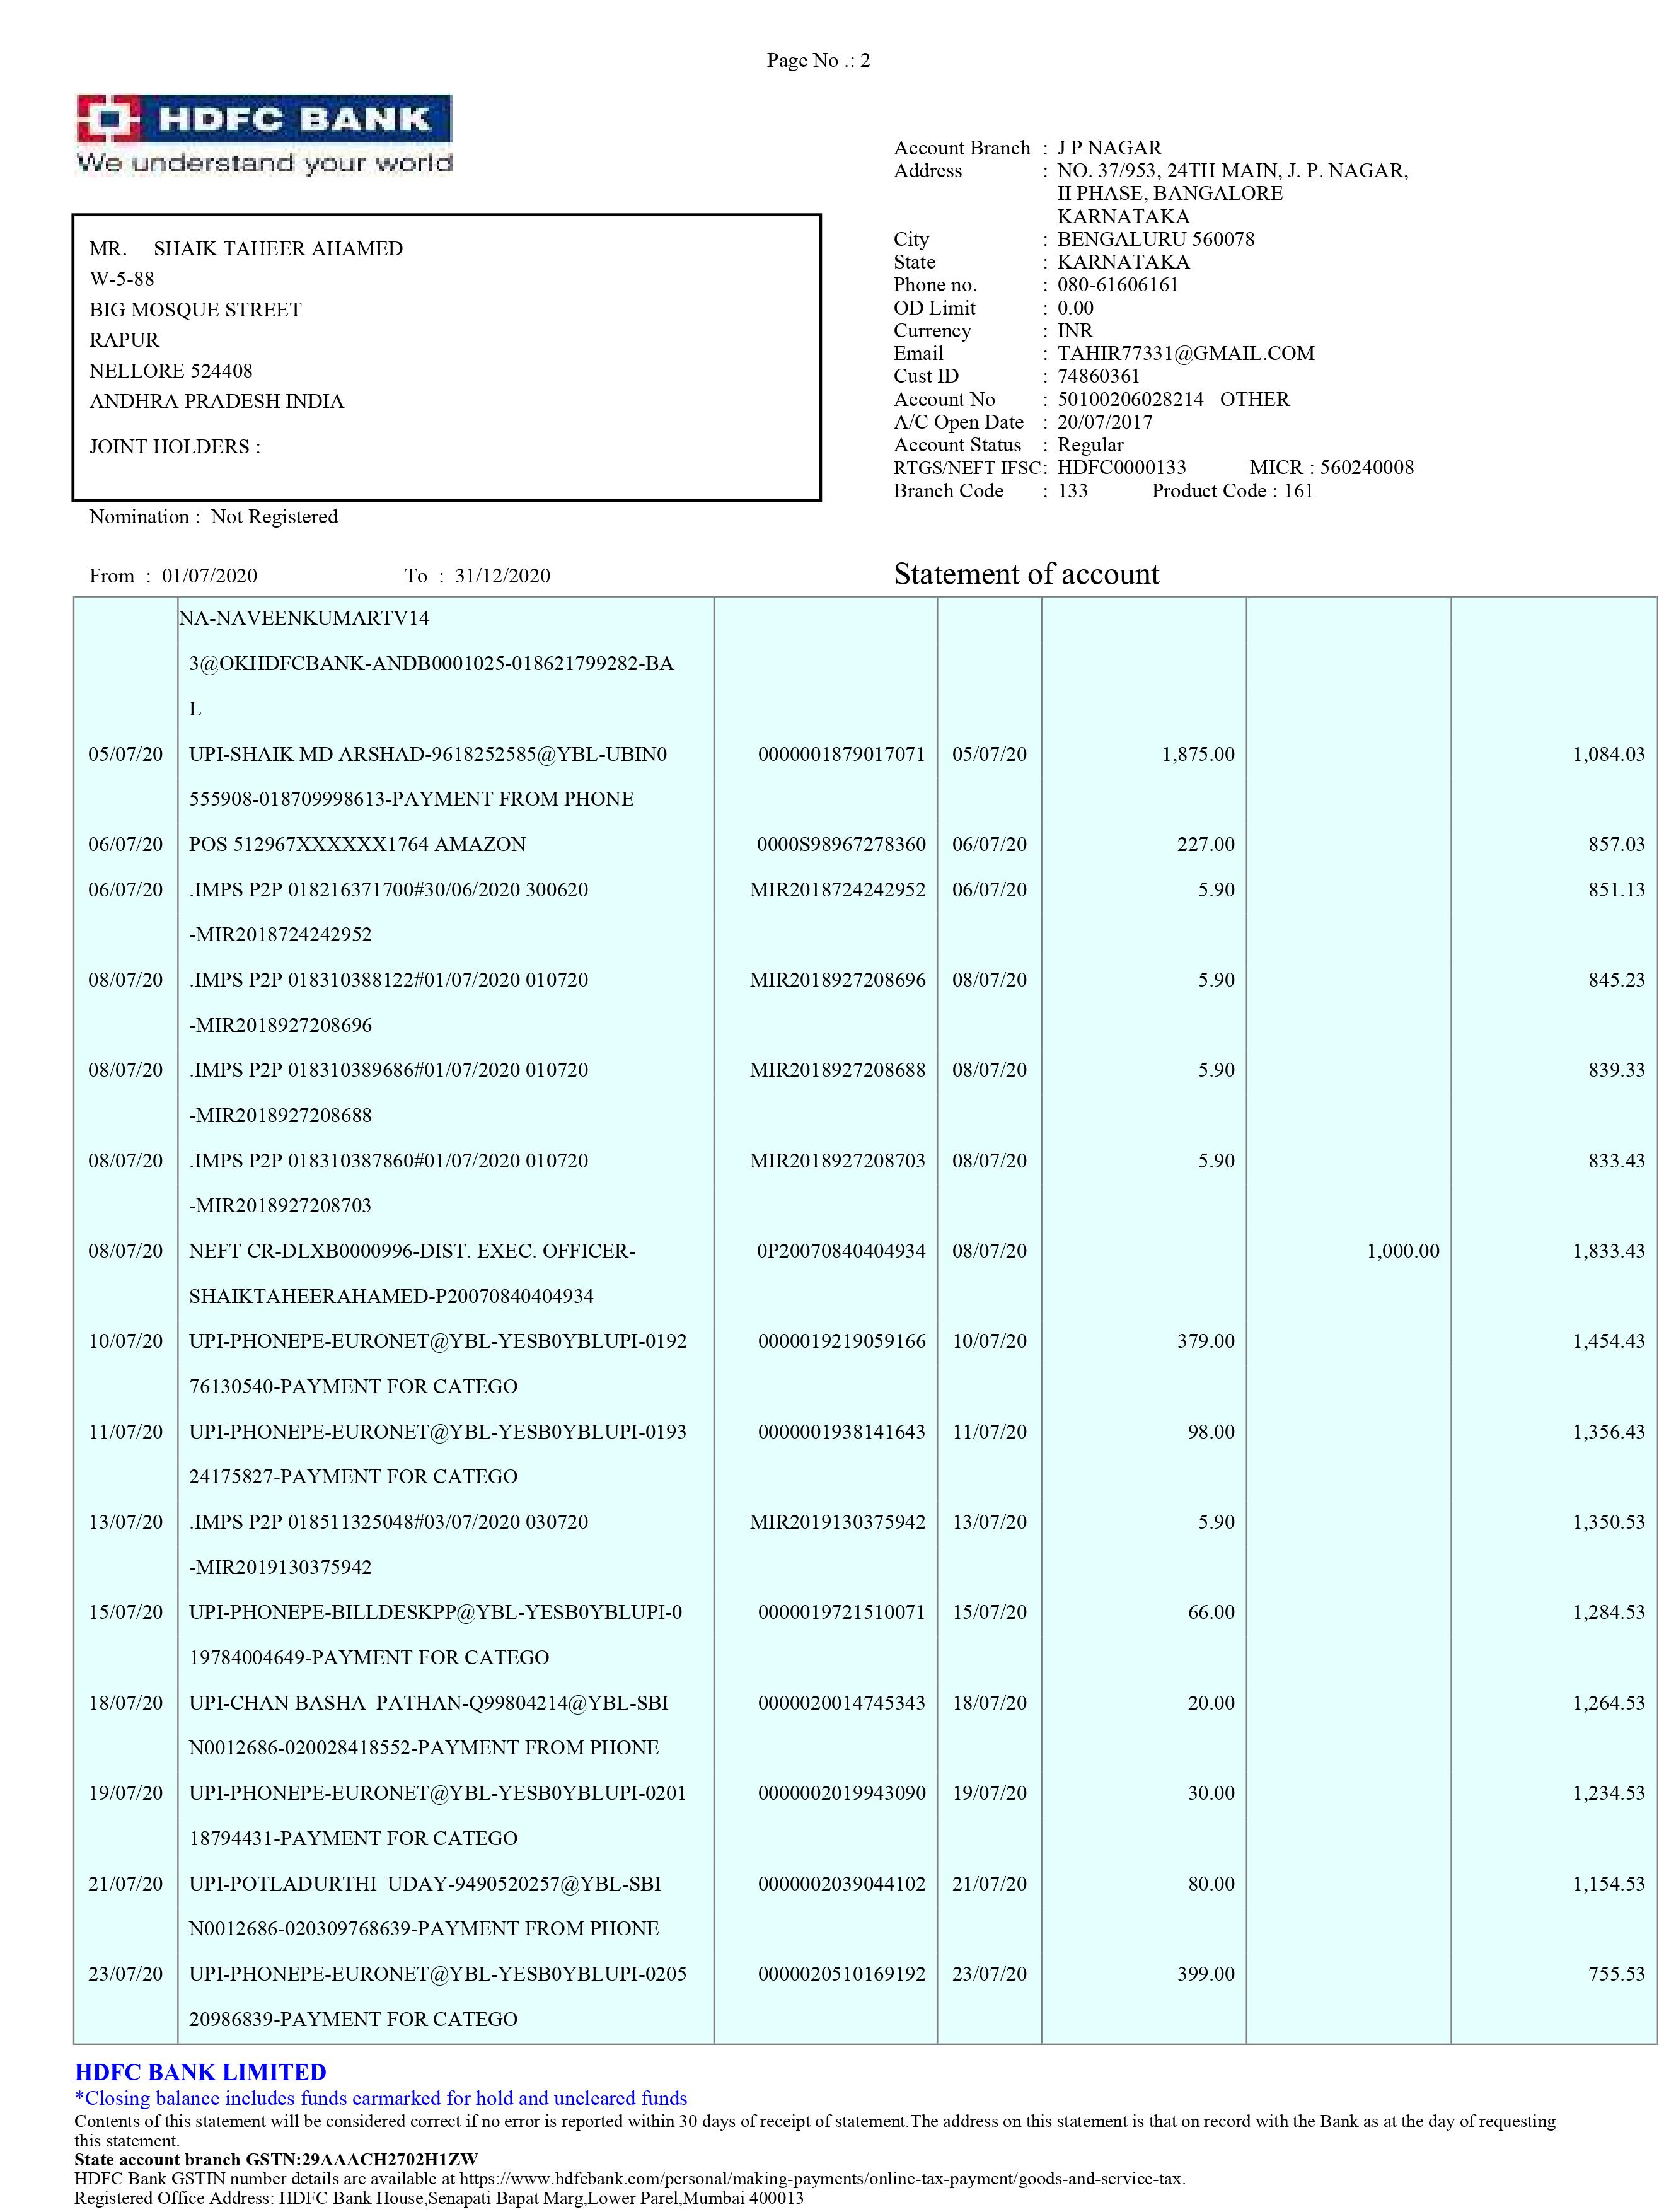 Page No .: 2
HDFC BANK
We understand your world
Account Branch : J P NAGAR
Address : NO. 37/953, 24TH MAIN, J. P. NAGAR,
II PHASE, BANGALORE
KARNATAKA
City : BENGALURU 560078
State : KARNATAKA
Phone no. : 080-61606161
OD Limit : 0.00
Currency : INR
Email : TAHIR77331@GMAIL.COM
Cust ID : 74860361
Account No : 50100206028214 OTHER
A/C Open Date : 20/07/2017
Account Status : Regular
RTGS/NEFT IFSC: HDFC0000133 MICR : 560240008
Branch Code : 133 Product Code : 161
MR. SHAIK TAHEER AHAMED
W-5-88
BIG MOSQUE STREET
RAPUR
NELLORE 524408
ANDHRA PRADESH INDIA
JOINT HOLDERS :
Nomination : Not Registered
From : 01/07/2020 To : 31/12/2020 Statement of account
NA-NAVEENKUMARTV14
3@OKHDFCBANK-ANDB0001025-018621799282-BA
L
05/07/20 UPI-SHAIK MD ARSHAD-9618252585@YBL-UBIN0 0000001879017071 05/07/20 1,875.00 1,084.03
555908-018709998613-PAYMENT FROM PHONE
06/07/20 POS 512967XXXXXX1764 AMAZON 0000S98967278360 06/07/20 227.00 857.03
06/07/20 .IMPS P2P 018216371700#30/06/2020 300620 MIR2018724242952 06/07/20 5.90 851.13
-MIR2018724242952
08/07/20 .IMPS P2P 018310388122#01/07/2020 010720 MIR2018927208696 08/07/20 5.90 845.23
-MIR2018927208696
08/07/20 .IMPS P2P 018310389686#01/07/2020 010720 MIR2018927208688 08/07/20 5.90 839.33
-MIR2018927208688
08/07/20 .IMPS P2P 018310387860#01/07/2020 010720 MIR2018927208703 08/07/20 5.90 833.43
-MIR2018927208703
08/07/20 NEFT CR-DLXB0000996-DIST. EXEC. OFFICER- 0P20070840404934 08/07/20 1,000.00 1,833.43
SHAIKTAHEERAHAMED-P20070840404934
10/07/20 UPI-PHONEPE-EURONET@YBL-YESB0YBLUPI-0192 0000019219059166 10/07/20 379.00 1,454.43
76130540-PAYMENT FOR CATEGO
11/07/20 UPI-PHONEPE-EURONET@YBL-YESB0YBLUPI-0193 0000001938141643 11/07/20 98.00 1,356.43
24175827-PAYMENT FOR CATEGO
13/07/20 .IMPS P2P 018511325048#03/07/2020 030720 MIR2019130375942 13/07/20 5.90 1,350.53
-MIR2019130375942
15/07/20 UPI-PHONEPE-BILLDESKPP@YBL-YESB0YBLUPI-0 0000019721510071 15/07/20 66.00 1,284.53
19784004649-PAYMENT FOR CATEGO
18/07/20 UPI-CHAN BASHA  PATHAN-Q99804214@YBL-SBI 0000020014745343 18/07/20 20.00 1,264.53
N0012686-020028418552-PAYMENT FROM PHONE
19/07/20 UPI-PHONEPE-EURONET@YBL-YESB0YBLUPI-0201 0000002019943090 19/07/20 30.00 1,234.53
18794431-PAYMENT FOR CATEGO
21/07/20 UPI-POTLADURTHI  UDAY-9490520257@YBL-SBI 0000002039044102 21/07/20 80.00 1,154.53
N0012686-020309768639-PAYMENT FROM PHONE
23/07/20 UPI-PHONEPE-EURONET@YBL-YESB0YBLUPI-0205 0000020510169192 23/07/20 399.00 755.53
20986839-PAYMENT FOR CATEGO
HDFC BANK LIMITED
*Closing balance includes funds earmarked for hold and uncleared funds
Contents of this statement will be considered correct if no error is reported within 30 days of receipt of statement.The address on this statement is that on record with the Bank as at the day of requesting
this statement.
State account branch GSTN:29AAACH2702H1ZW
HDFC Bank GSTIN number details are available at https://www.hdfcbank.com/personal/making-payments/online-tax-payment/goods-and-service-tax.
Registered Office Address: HDFC Bank House,Senapati Bapat Marg,Lower Parel,Mumbai 400013